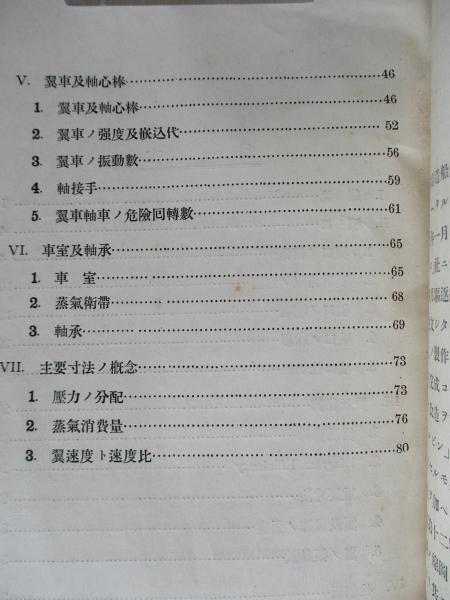 V. 翼車及軸心棒……46
1. 翼車及軸心棒……46
2. 翼車ノ强度及嵌込代……52
3. 翼車ノ振動數……56
4. 軸接手……59
5. 翼車軸車ノ危險回轉數……61
VI. 車室及軸承……65
1. 車 室……65
2. 蒸氣衛帶……68
3. 軸承……69
VII. 主要寸法ノ槪念……73
1. 壓力ノ分配……73
2. 蒸氣消費量……76
3. 翼速度ト速度比……80